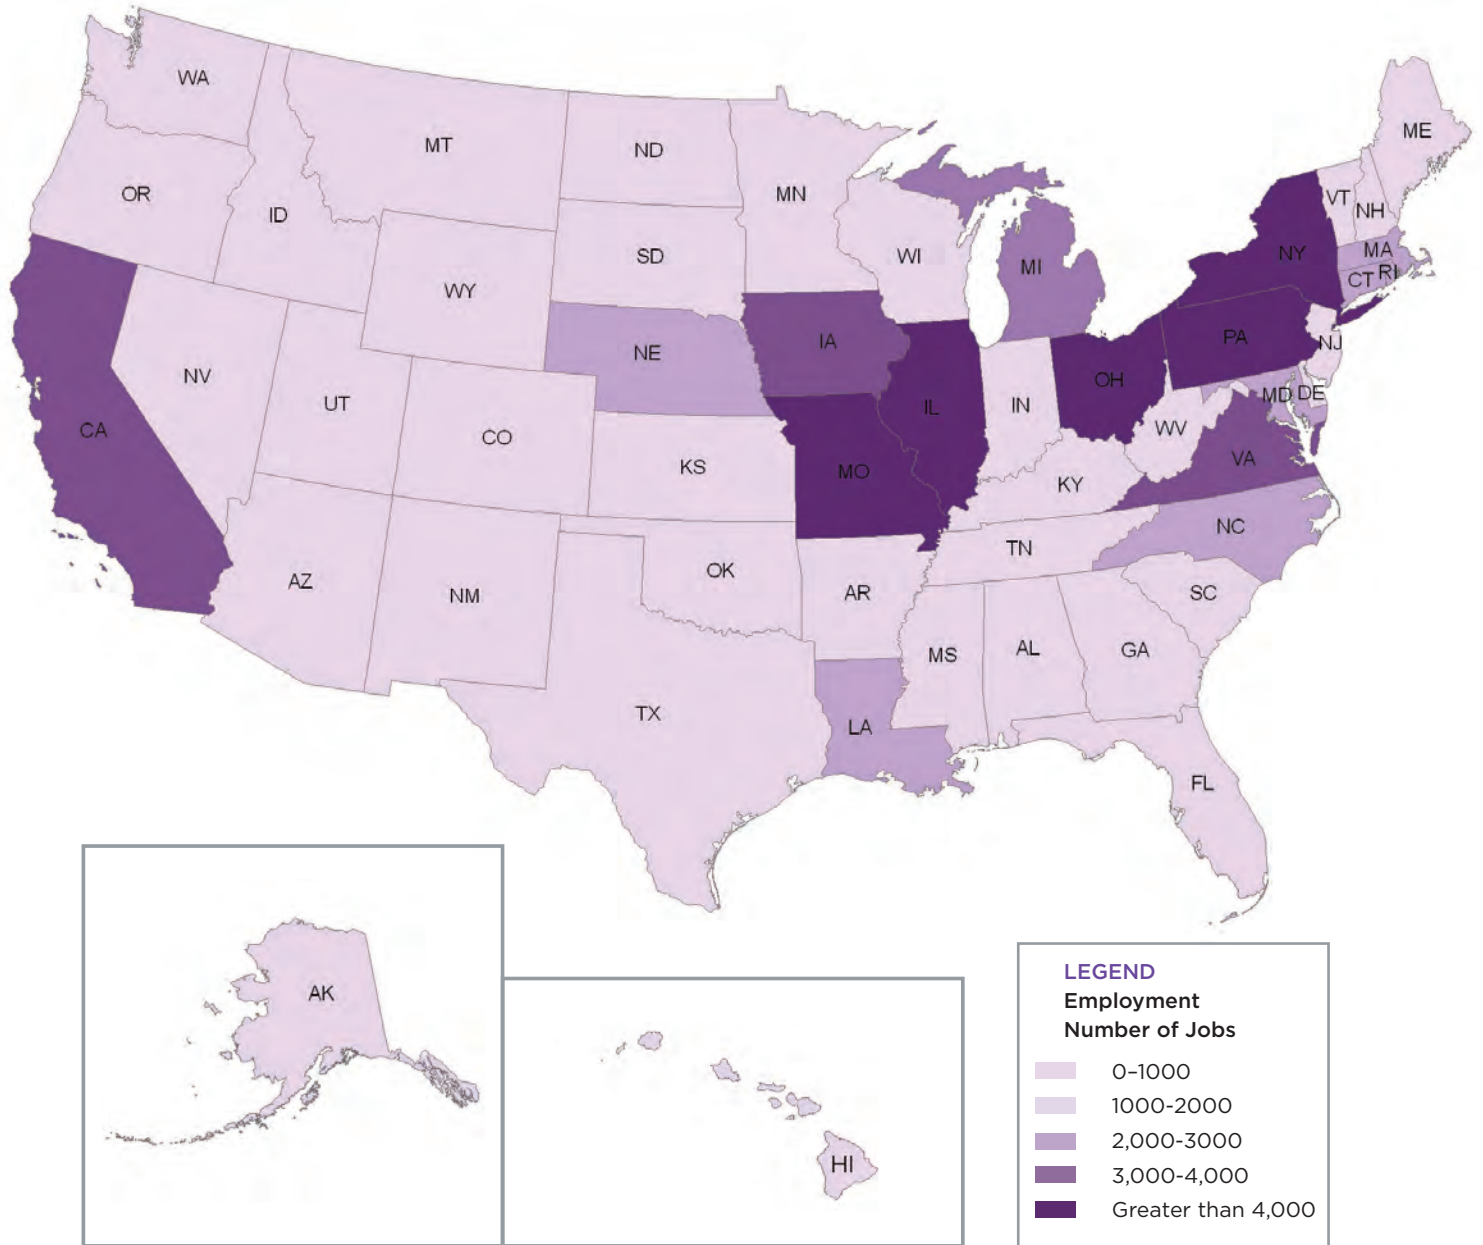 WA
MT
ND
MN
ME
OR
ID
SD
WI
MI
VT
NH
NY
MA
CT
RI
WY
NE
IA
PA
NJ
NV
UT
CO
CA
KS
MO
IL
IN
OH
WV
MD
DE
VA
KY
NC
TN
SC
AZ
NM
OK
AR
MS
AL
GA
TX
LA
FL
AK
HI
LEGEND
Employment
Number of Jobs
0–1000
1000-2000
2,000-3000
3,000-4,000
Greater than 4,000